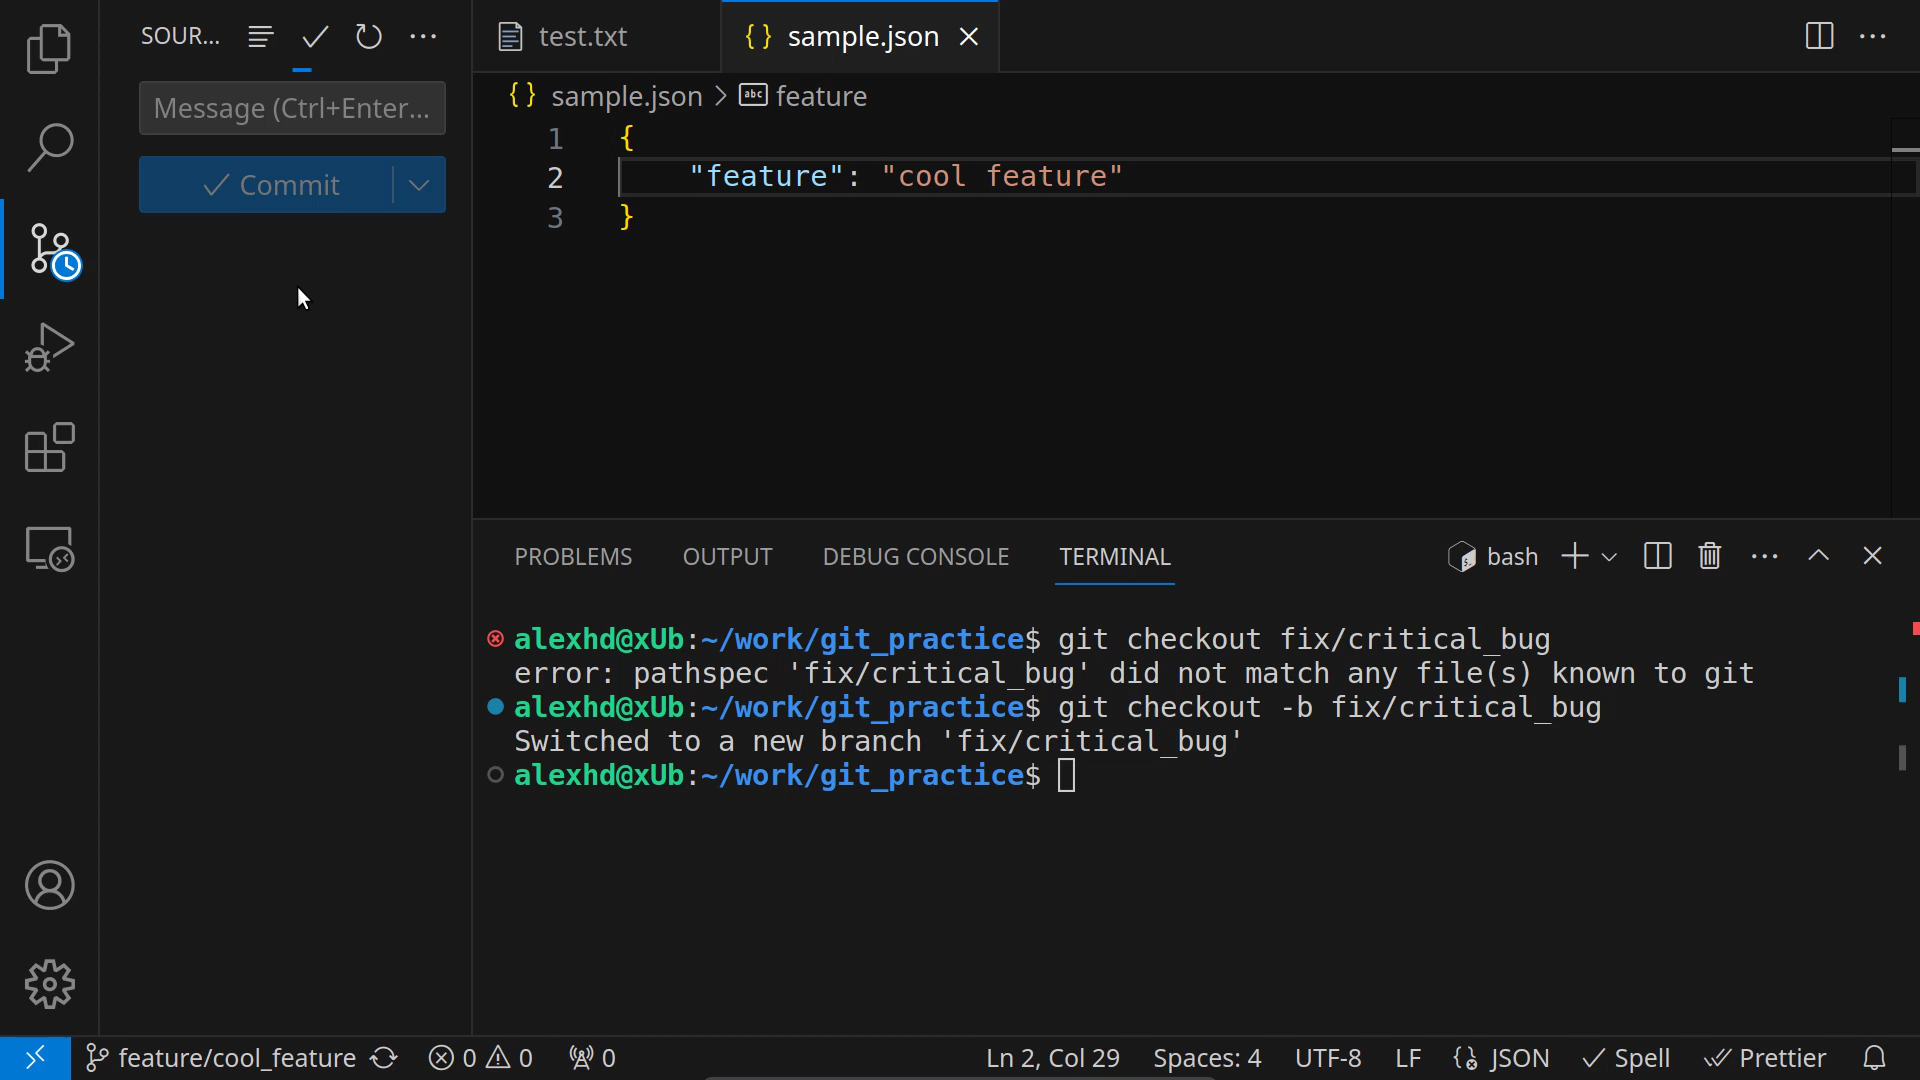 SOUR...
Message (Ctrl+Enter...
Commit
test.txt
{ } sample.json
{ } sample.json > abc feature
1 {
2     "feature": "cool feature"
3 }
PROBLEMS OUTPUT DEBUG CONSOLE TERMINAL bash
alexhd@xUb:~/work/git_practice$ git checkout fix/critical_bug
error: pathspec 'fix/critical_bug' did not match any file(s) known to git
alexhd@xUb:~/work/git_practice$ git checkout -b fix/critical_bug
Switched to a new branch 'fix/critical_bug'
alexhd@xUb:~/work/git_practice$
feature/cool_feature 0 0 0 Ln 2, Col 29 Spaces: 4 UTF-8 LF JSON Spell Prettier